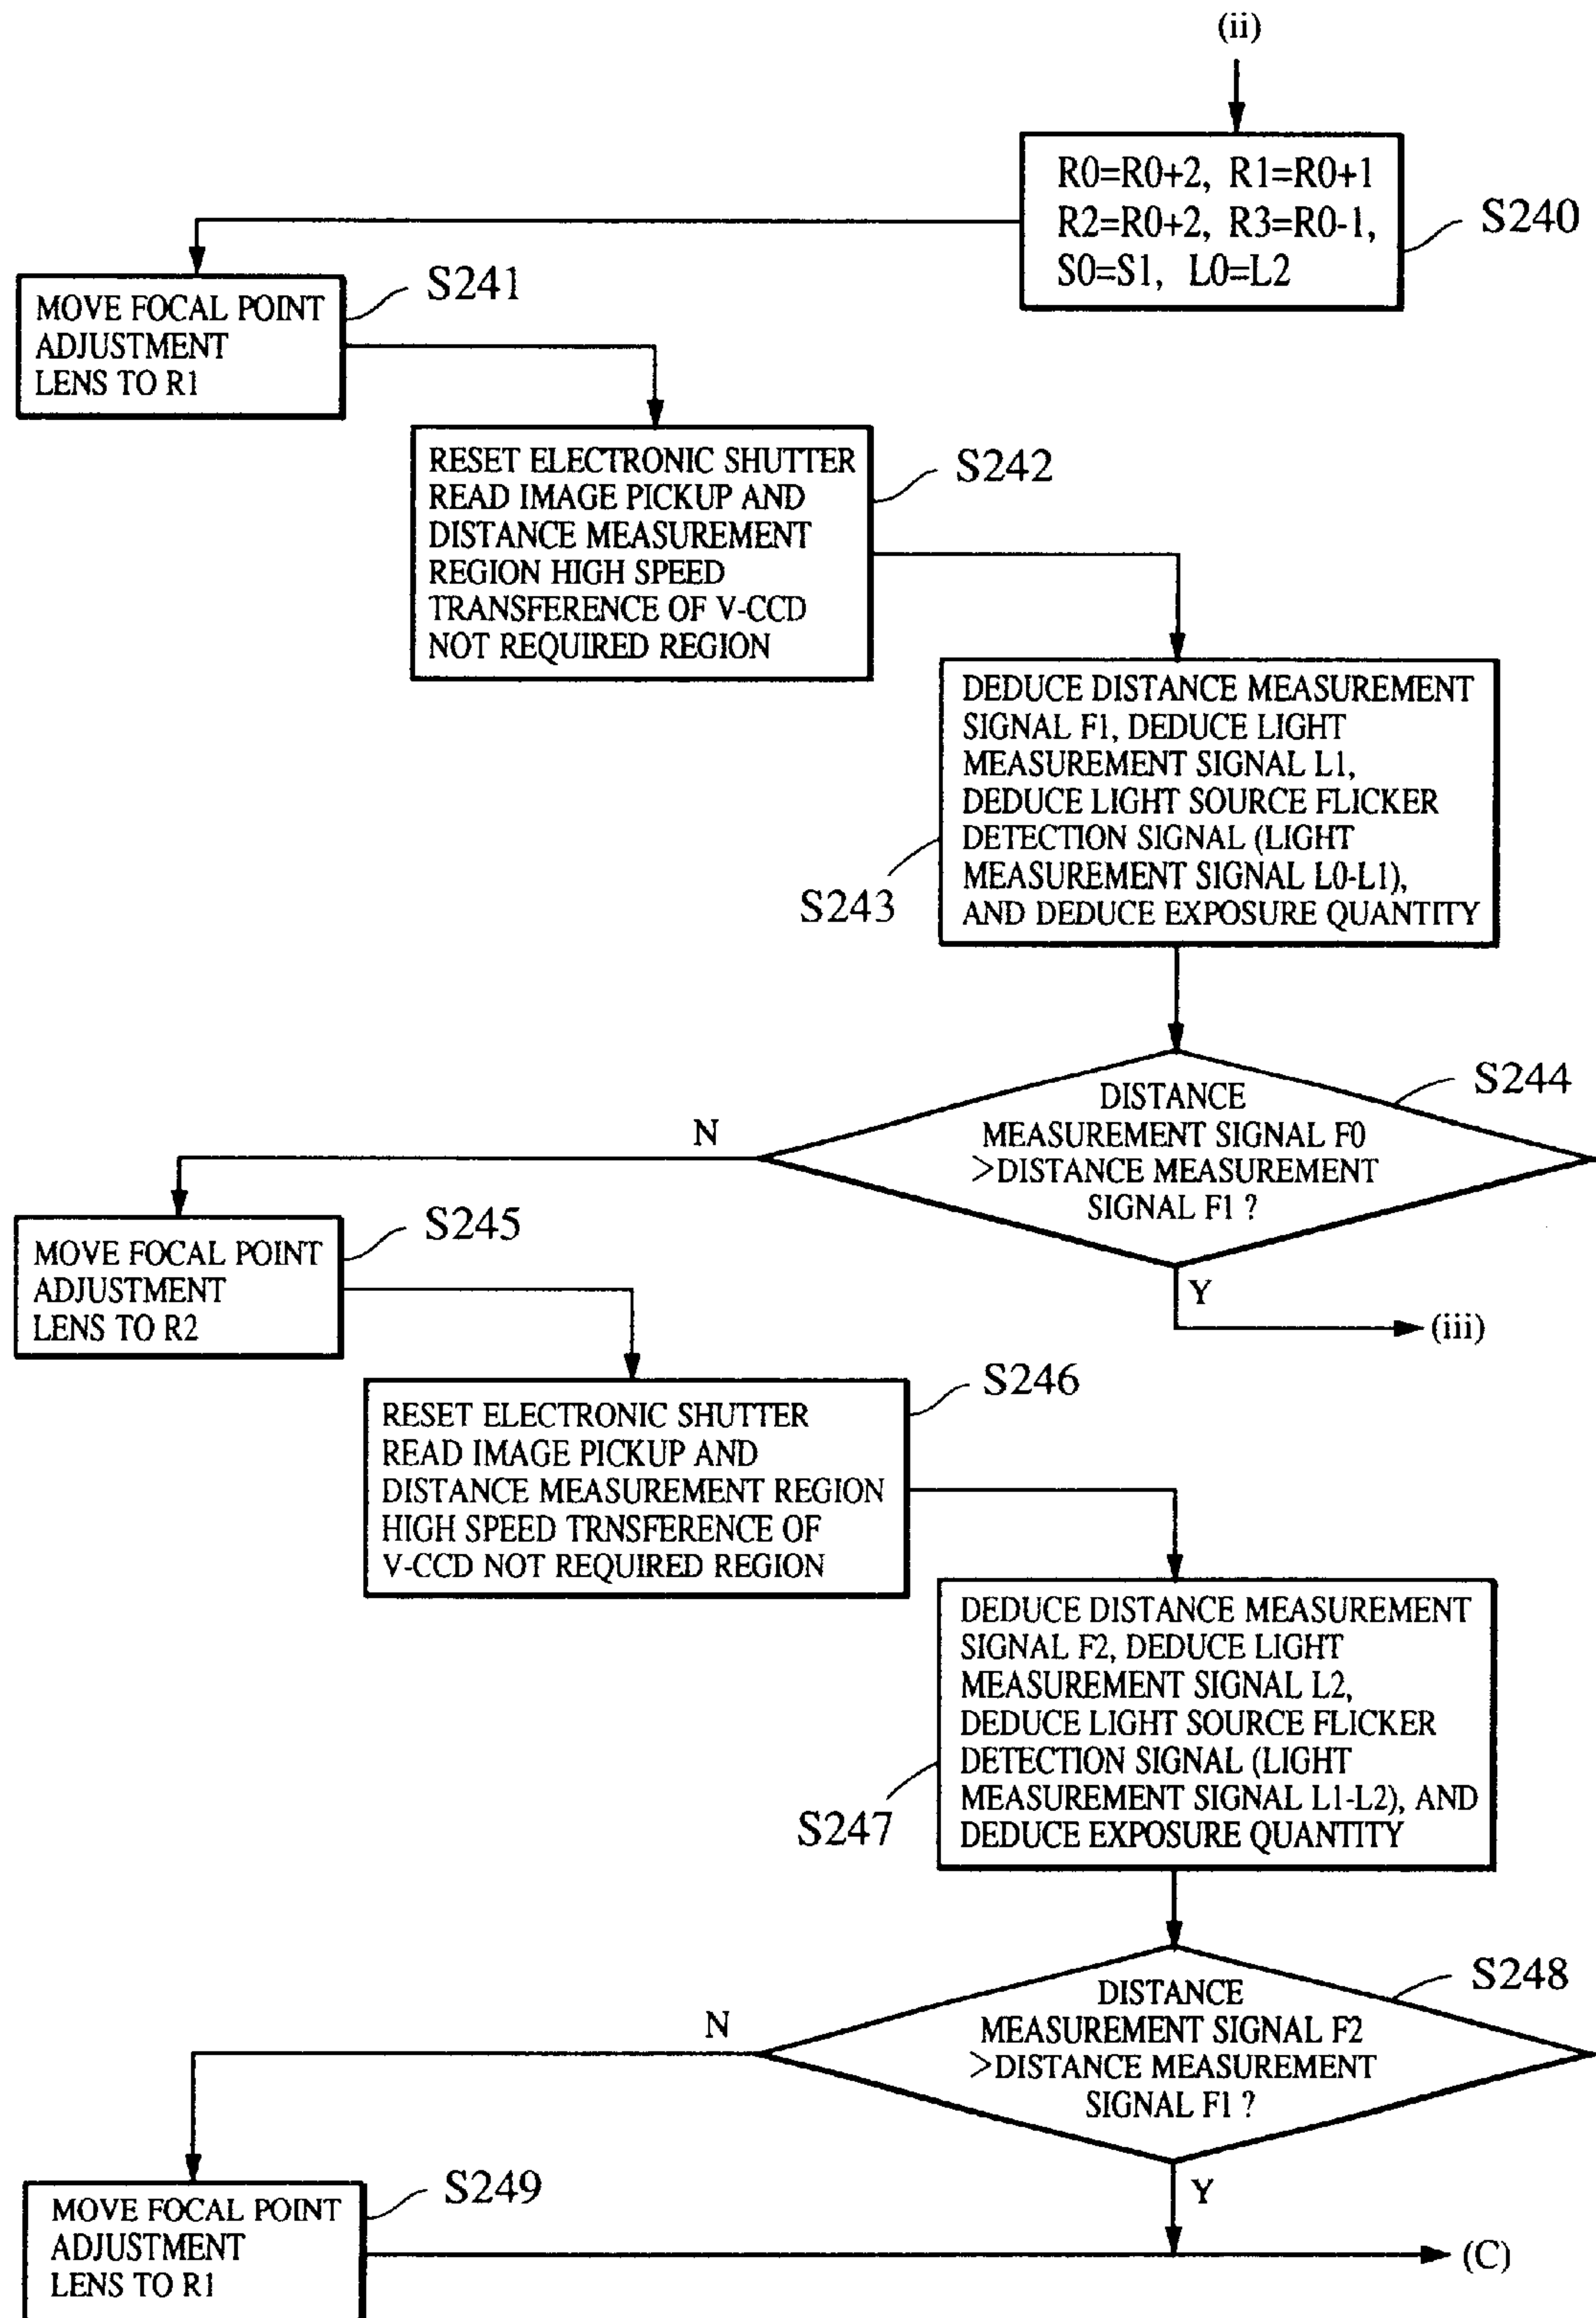 (ii)
R0=R0+2, R1=R0+1
R2=R0+2, R3=R0-1,
S0=S1, L0=L2
S240
MOVE FOCAL POINT
ADJUSTMENT
LENS TO R1
S241
RESET ELECTRONIC SHUTTER
READ IMAGE PICKUP AND
DISTANCE MEASUREMENT
REGION HIGH SPEED
TRANSFERENCE OF V-CCD
NOT REQUIRED REGION
S242
DEDUCE DISTANCE MEASUREMENT
SIGNAL F1, DEDUCE LIGHT
MEASUREMENT SIGNAL L1,
DEDUCE LIGHT SOURCE FLICKER
DETECTION SIGNAL (LIGHT
MEASUREMENT SIGNAL L0-L1),
AND DEDUCE EXPOSURE QUANTITY
S243
DISTANCE
MEASUREMENT SIGNAL F0
>DISTANCE MEASUREMENT
SIGNAL F1 ?
S244
N
Y
(iii)
MOVE FOCAL POINT
ADJUSTMENT
LENS TO R2
S245
RESET ELECTRONIC SHUTTER
READ IMAGE PICKUP AND
DISTANCE MEASUREMENT REGION
HIGH SPEED TRNSFERENCE OF
V-CCD NOT REQUIRED REGION
S246
DEDUCE DISTANCE MEASUREMENT
SIGNAL F2, DEDUCE LIGHT
MEASUREMENT SIGNAL L2,
DEDUCE LIGHT SOURCE FLICKER
DETECTION SIGNAL (LIGHT
MEASUREMENT SIGNAL L1-L2), AND
DEDUCE EXPOSURE QUANTITY
S247
DISTANCE
MEASUREMENT SIGNAL F2
>DISTANCE MEASUREMENT
SIGNAL F1 ?
S248
N
Y
MOVE FOCAL POINT
ADJUSTMENT
LENS TO R1
S249
(C)